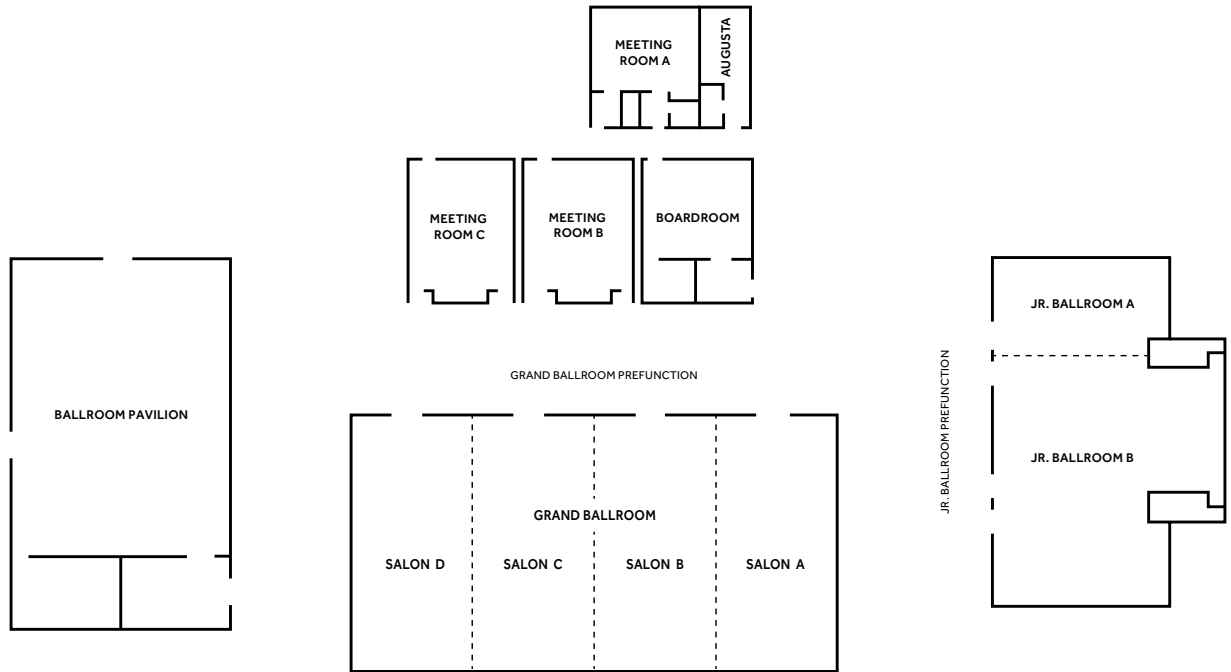 MEETING
ROOM A
AUGUSTA
MEETING
ROOM C
MEETING
ROOM B
BOARDROOM
BALLROOM PAVILION
GRAND BALLROOM PREFUNCTION
GRAND BALLROOM
SALON D
SALON C
SALON B
SALON A
JR. BALLROOM PREFUNCTION
JR. BALLROOM A
JR. BALLROOM B